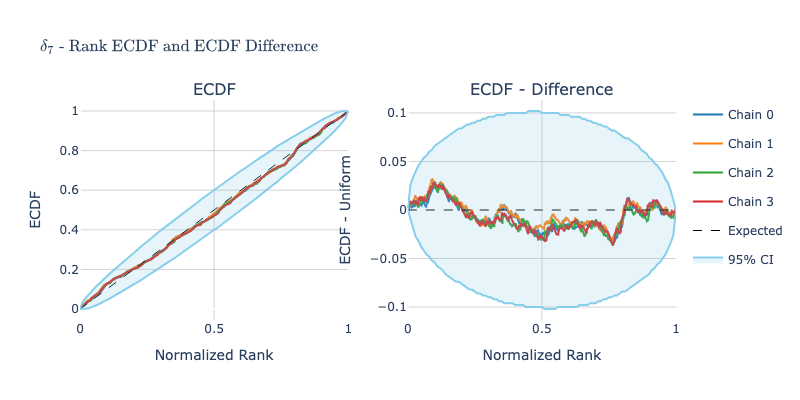 δ₇ - Rank ECDF and ECDF Difference
ECDF
ECDF
1
0.8
0.6
0.4
0.2
0
0
0.5
1
Normalized Rank
ECDF - Difference
ECDF - Uniform
0.1
0.05
0
−0.05
−0.1
0
0.5
1
Normalized Rank
Chain 0
Chain 1
Chain 2
Chain 3
Expected
95% CI